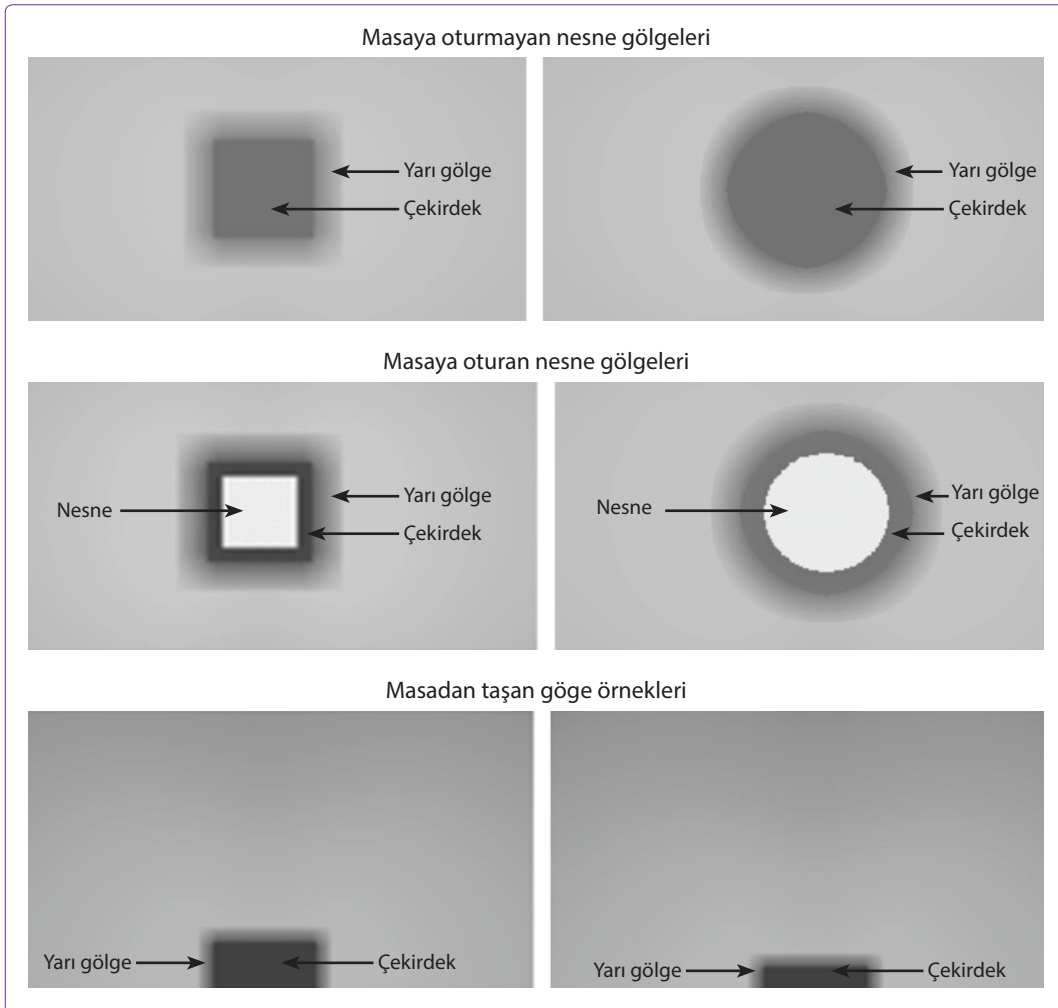 Masaya oturmayan nesne gölgeleri
Yarı gölge
Çekirdek
Yarı gölge
Çekirdek
Masaya oturan nesne gölgeleri
Nesne
Yarı gölge
Çekirdek
Nesne
Yarı gölge
Çekirdek
Masadan taşan göge örnekleri
Yarı gölge
Çekirdek
Yarı gölge
Çekirdek